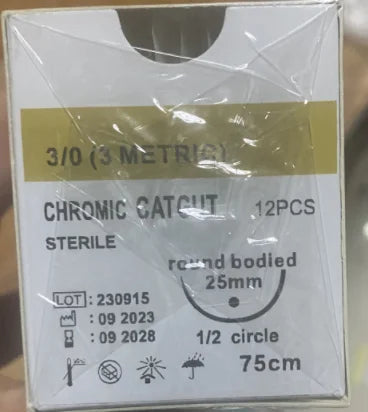 3/0 (3 METRIC)
CHROMIC CATGUT 12PCS
STERILE
round bodied
25mm
LOT : 230915
: 09 2023
: 09 2028
1/2 circle
75cm